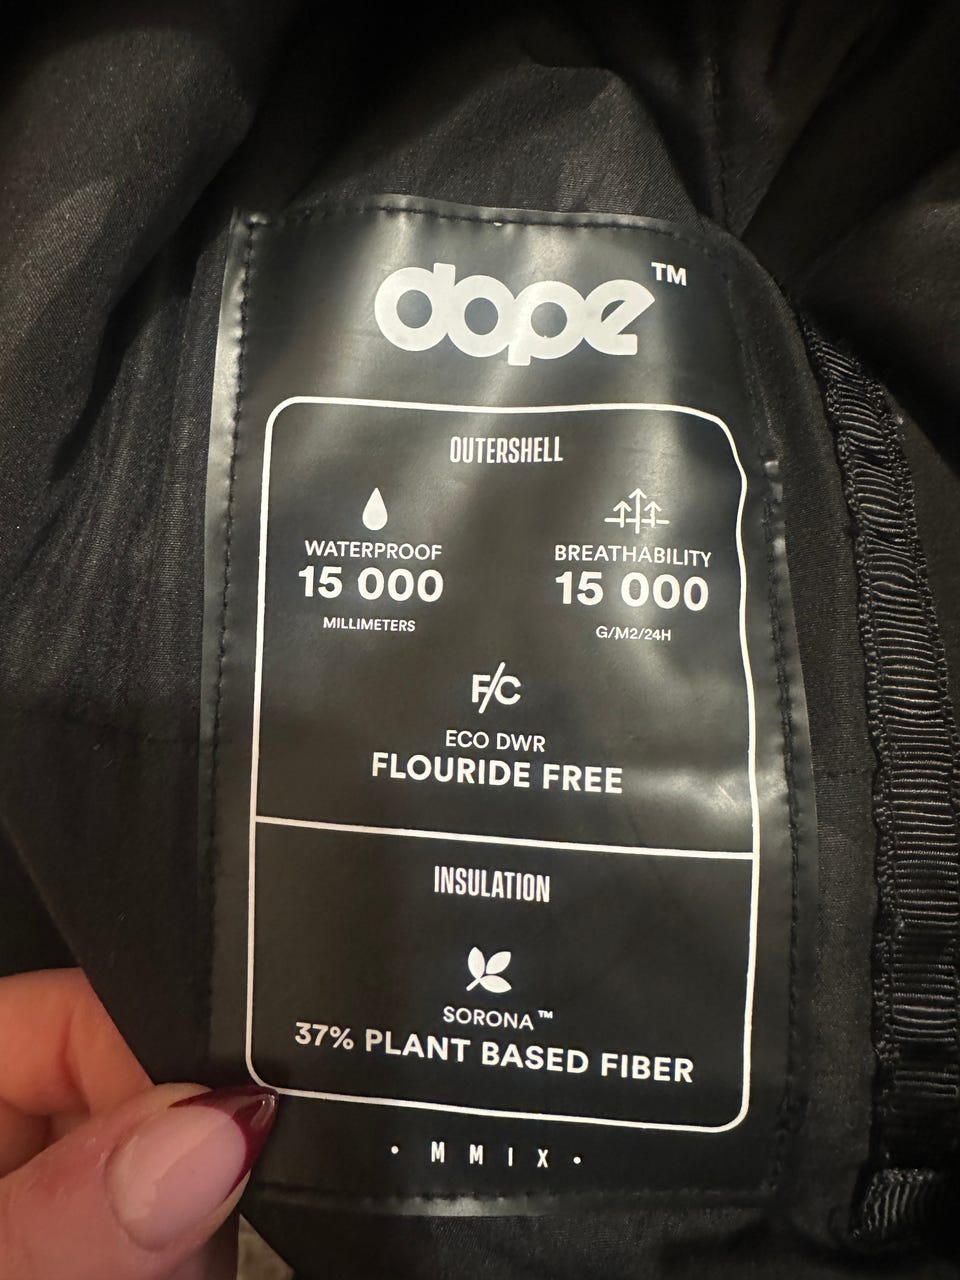 dope™
OUTERSHELL
WATERPROOF
15 000
MILLIMETERS
BREATHABILITY
15 000
G/M2/24H
F/C
ECO DWR
FLOURIDE FREE
INSULATION
SORONA™
37% PLANT BASED FIBER
• M M I X •